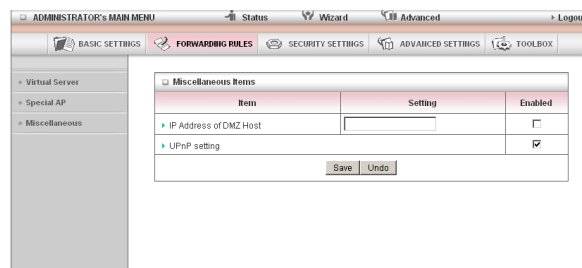 ADMINISTRATOR's MAIN MENU Status Wizard Advanced Logou
BASIC SETTINGS FORWARDING RULES SECURITY SETTINGS ADVANCED SETTINGS TOOLBOX
Virtual Server
Special AP
Miscellaneous
Miscellaneous Items
Item Setting Enabled
IP Address of DMZ Host
UPnP setting
Save Undo